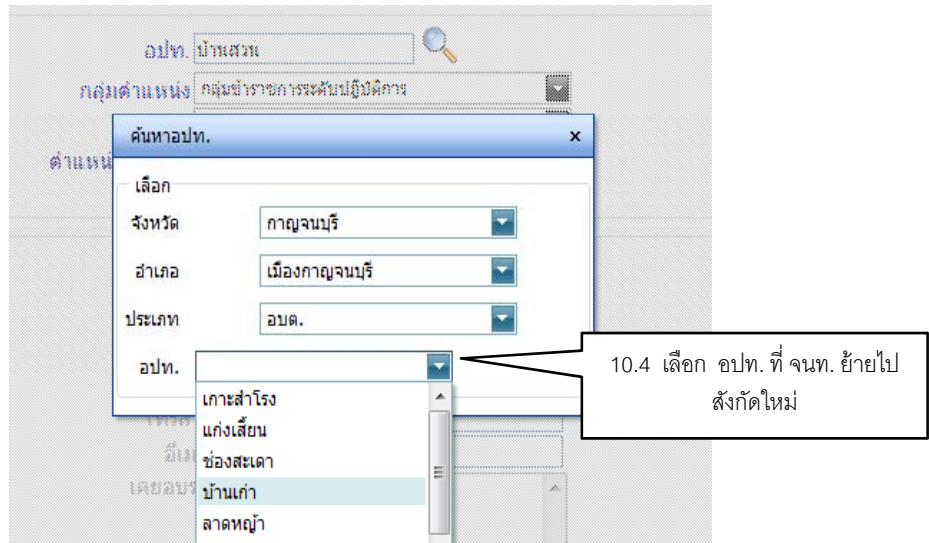 อปท. บ้านสวน
กลุ่มตำแหน่ง กลุ่มข้าราชการระดับปฏิบัติการ
ค้นหาอปท. x
เลือก
จังหวัด กาญจนบุรี
อำเภอ เมืองกาญจนบุรี
ประเภท อบต.
อปท.
10.4 เลือก อปท. ที่ จนท. ย้ายไป
สังกัดใหม่
เกาะสำโรง
แก่งเสี้ยน
ช่องสะเดา
บ้านเก่า
ลาดหญ้า